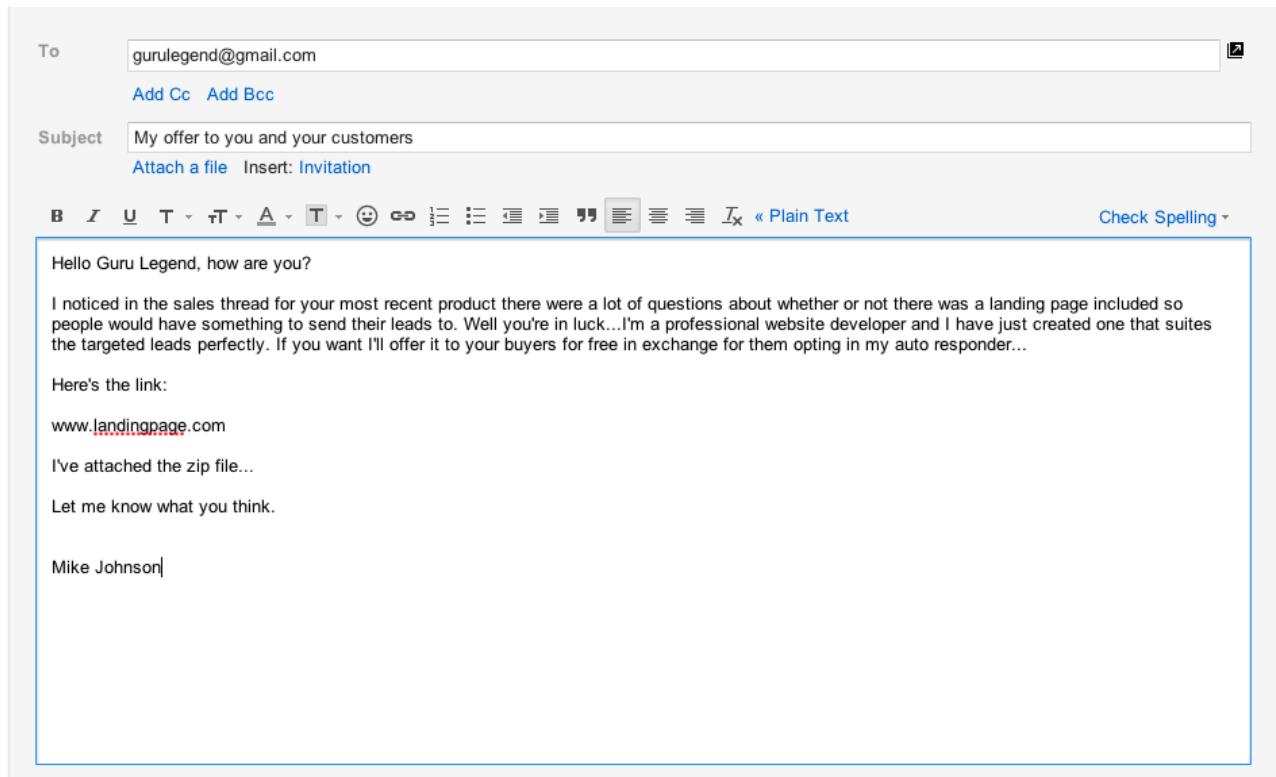 To gurulegend@gmail.com
Add Cc Add Bcc
Subject My offer to you and your customers
Attach a file Insert: Invitation
B I U T T A T Tx « Plain Text Check Spelling
Hello Guru Legend, how are you?
I noticed in the sales thread for your most recent product there were a lot of questions about whether or not there was a landing page included so
people would have something to send their leads to. Well you're in luck...I'm a professional website developer and I have just created one that suites
the targeted leads perfectly. If you want I'll offer it to your buyers for free in exchange for them opting in my auto responder...
Here's the link:
www.landingpage.com
I've attached the zip file...
Let me know what you think.
Mike Johnson